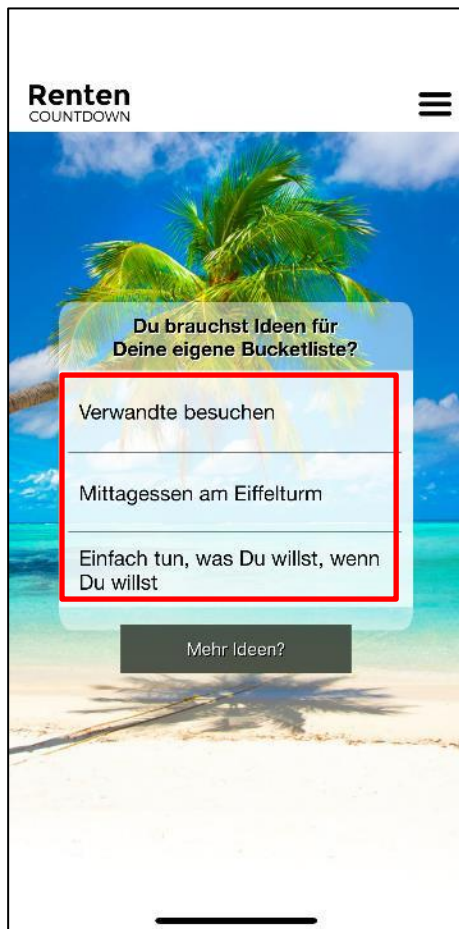 Renten
COUNTDOWN
Du brauchst Ideen für
Deine eigene Bucketliste?
Verwandte besuchen
Mittagessen am Eiffelturm
Einfach tun, was Du willst, wenn
Du willst
Mehr Ideen?